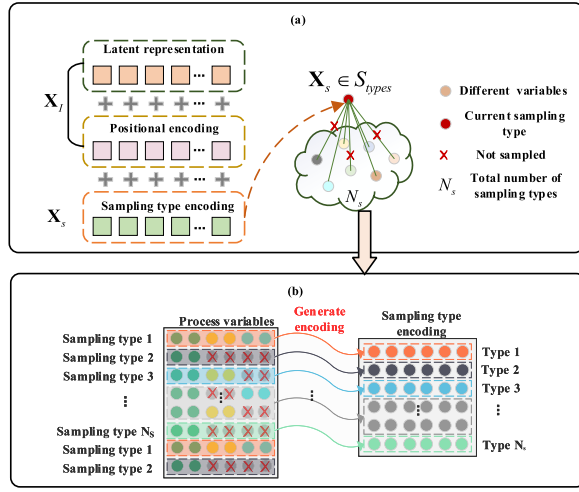 (a)
Latent representation
...
X_I
Positional encoding
...
X_s
Sampling type encoding
...
X_s ∈ S_types
N_s
Different variables
Current sampling
type
Not sampled
N_s
Total number of
sampling types
(b)
Process variables
Generate
encoding
Sampling type
encoding
Sampling type 1
Sampling type 2
Sampling type 3
...
Sampling type N_S
Sampling type 1
Sampling type 2
...
...
...
Type 1
Type 2
Type 3
...
Type N_s